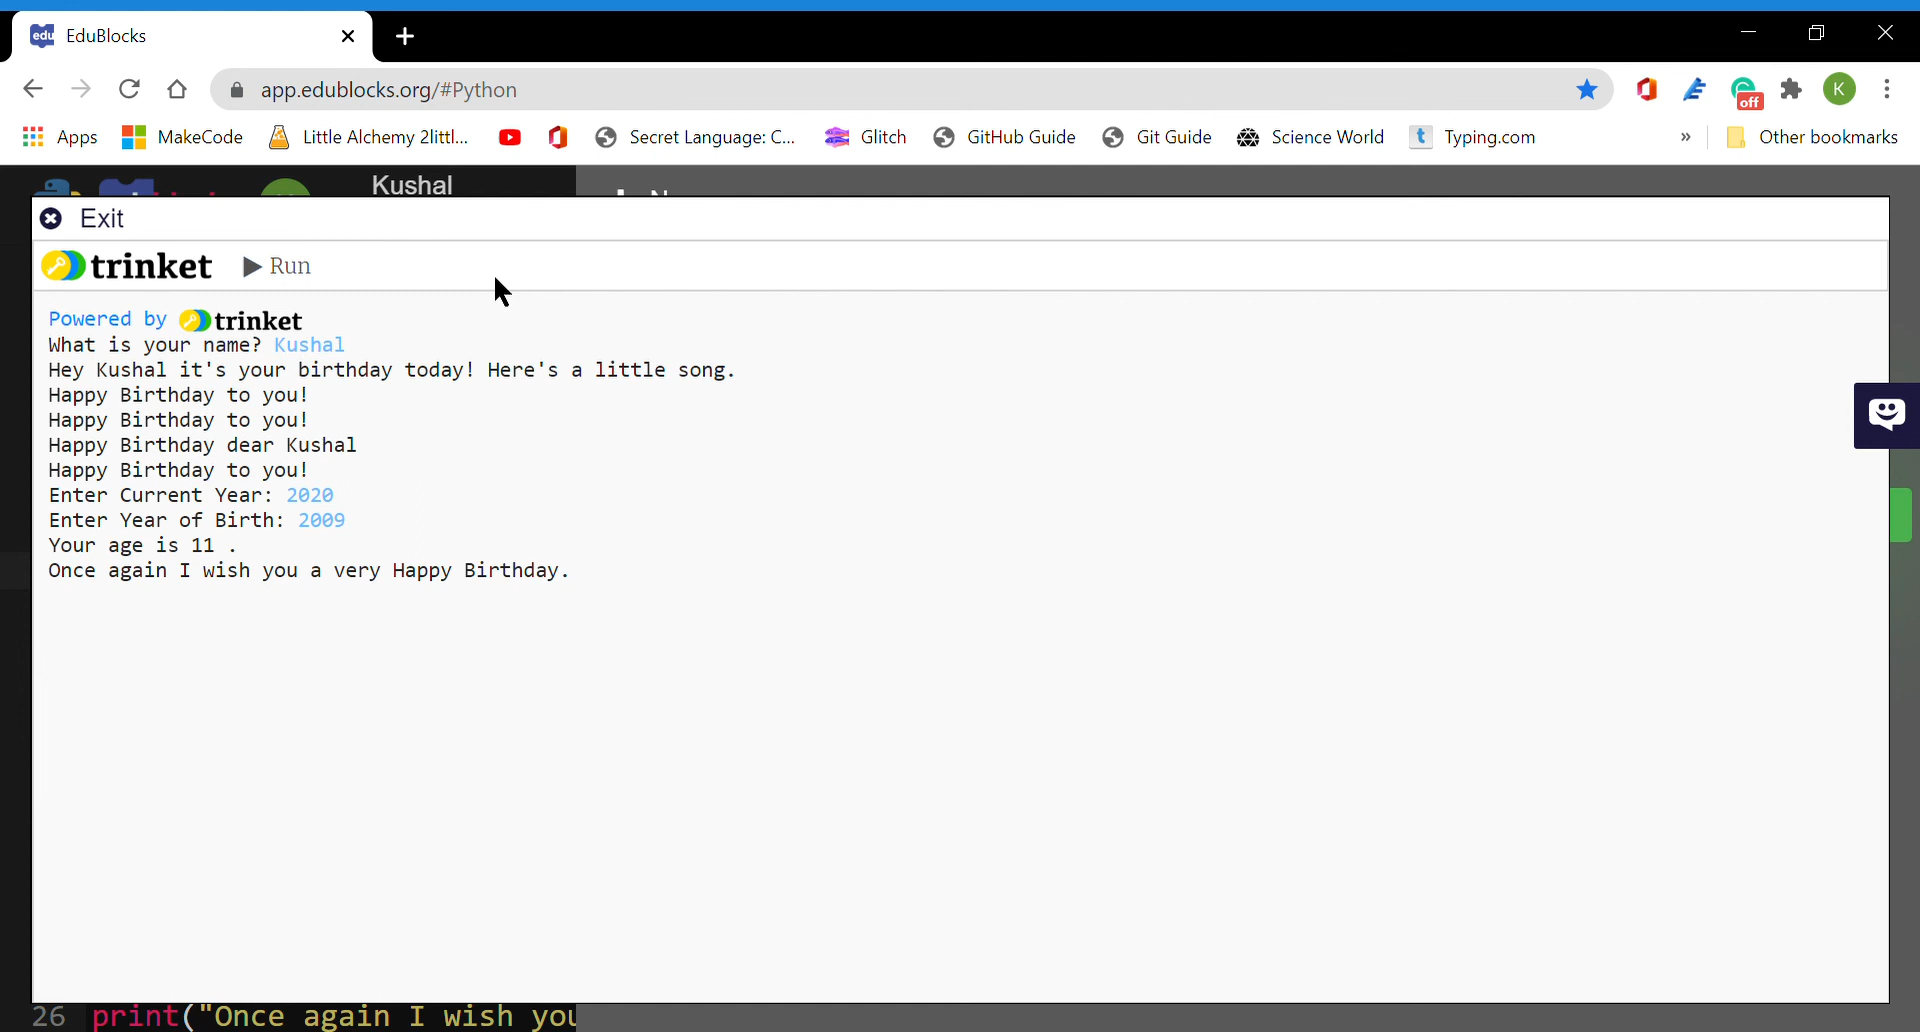 edu EduBlocks
app.edublocks.org/#Python
off
K
Apps MakeCode Little Alchemy 2littl... Secret Language: C... Glitch GitHub Guide Git Guide Science World t Typing.com » Other bookmarks
Kushal
Exit
trinket Run
Powered by trinket
What is your name? Kushal
Hey Kushal it's your birthday today! Here's a little song.
Happy Birthday to you!
Happy Birthday to you!
Happy Birthday dear Kushal
Happy Birthday to you!
Enter Current Year: 2020
Enter Year of Birth: 2009
Your age is 11 .
Once again I wish you a very Happy Birthday.
26 print("Once again I wish you